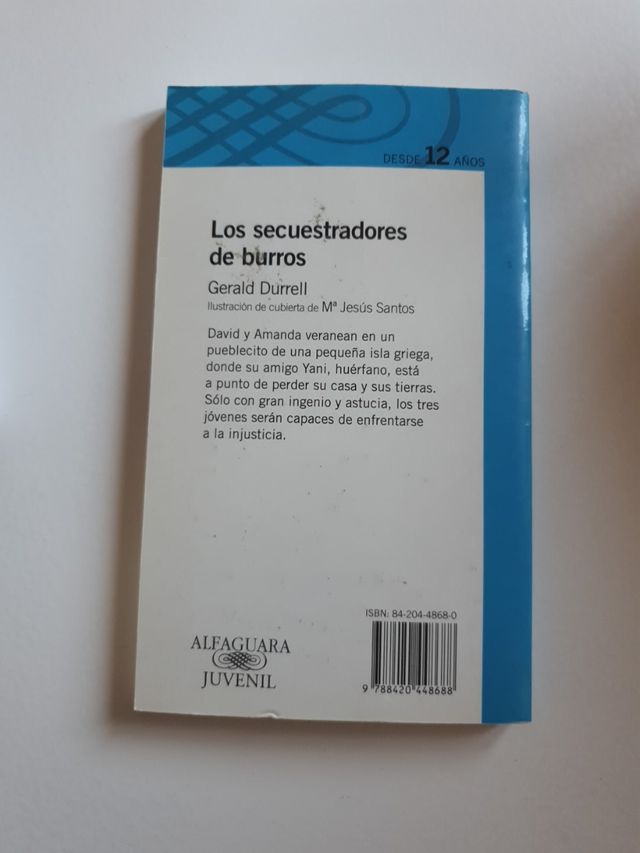 DESDE 12 AÑOS
Los secuestradores
de burros
Gerald Durrell
Ilustración de cubierta de Mª Jesús Santos
David y Amanda veranean en un
pueblecito de una pequeña isla griega,
donde su amigo Yani, huérfano, está
a punto de perder su casa y sus tierras.
Sólo con gran ingenio y astucia, los tres
jóvenes serán capaces de enfrentarse
a la injusticia.
ISBN: 84-204-4868-0
ALFAGUARA
JUVENIL
9 788420 448688